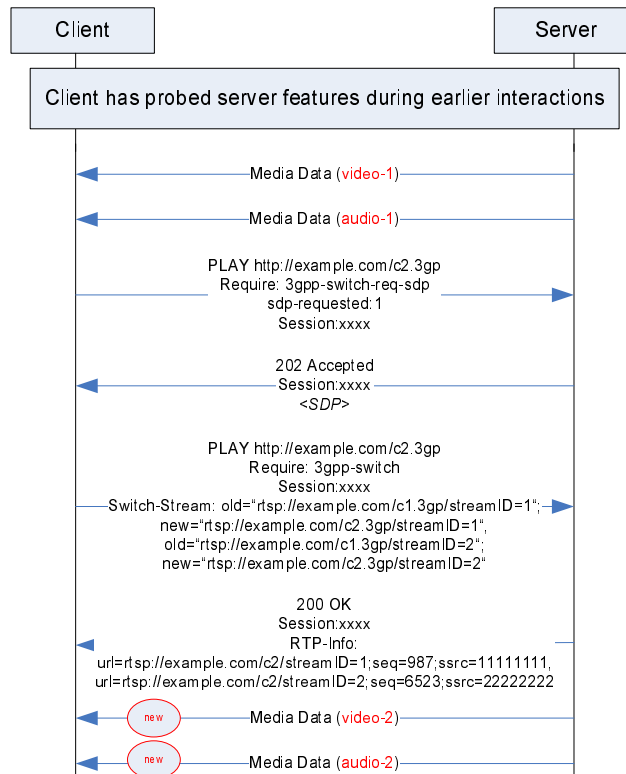 Client
Server
Client has probed server features during earlier interactions
Media Data (video-1)
Media Data (audio-1)
PLAY http://example.com/c2.3gp
Require: 3gpp-switch-req-sdp
sdp-requested:1
Session:xxxx
202 Accepted
Session:xxxx
<SDP>
PLAY http://example.com/c2.3gp
Require: 3gpp-switch
Session:xxxx
Switch-Stream: old=“rtsp://example.com/c1.3gp/streamID=1“;
new=“rtsp://example.com/c2.3gp/streamID=1“,
old=“rtsp://example.com/c1.3gp/streamID=2“;
new=“rtsp://example.com/c2.3gp/streamID=2“
200 OK
Session:xxxx
RTP-Info:
url=rtsp://example.com/c2/streamID=1;seq=987;ssrc=11111111,
url=rtsp://example.com/c2/streamID=2;seq=6523;ssrc=22222222
new
Media Data (video-2)
new
Media Data (audio-2)